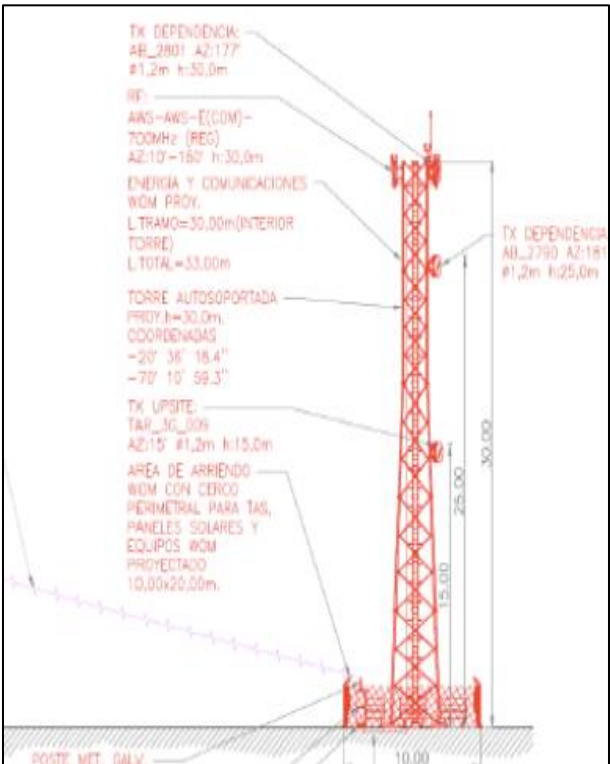 TX DEPENDENCIA:
AB_2801 AZ:177°
ø1,2m h:30,0m
RF:
AWS-AWS-E(COM)-
700MHz (REG)
AZ:10°-160° h:30,0m
ENERGÍA Y COMUNICACIONES
WOM PROY.
L.TRAMO=30,00m(INTERIOR
TORRE)
L.TOTAL=33,00m
TORRE AUTOSOPORTADA
PROY.h=30,0m.
COORDENADAS
-20° 36' 18.4"
-70° 10' 59.3"
TX UPSITE:
TAR_3G_009
AZ:15° ø1,2m h:15,0m
AREA DE ARRIENDO
WOM CON CERCO
PERIMETRAL PARA TAS,
PANELES SOLARES Y
EQUIPOS WOM
PROYECTADO
10,00x20,00m.
TX DEPENDENCIA
AB_2790 AZ:181
ø1,2m h:25,0m
30.00
25.00
15.00
10.00
POSTE MET. GALV.